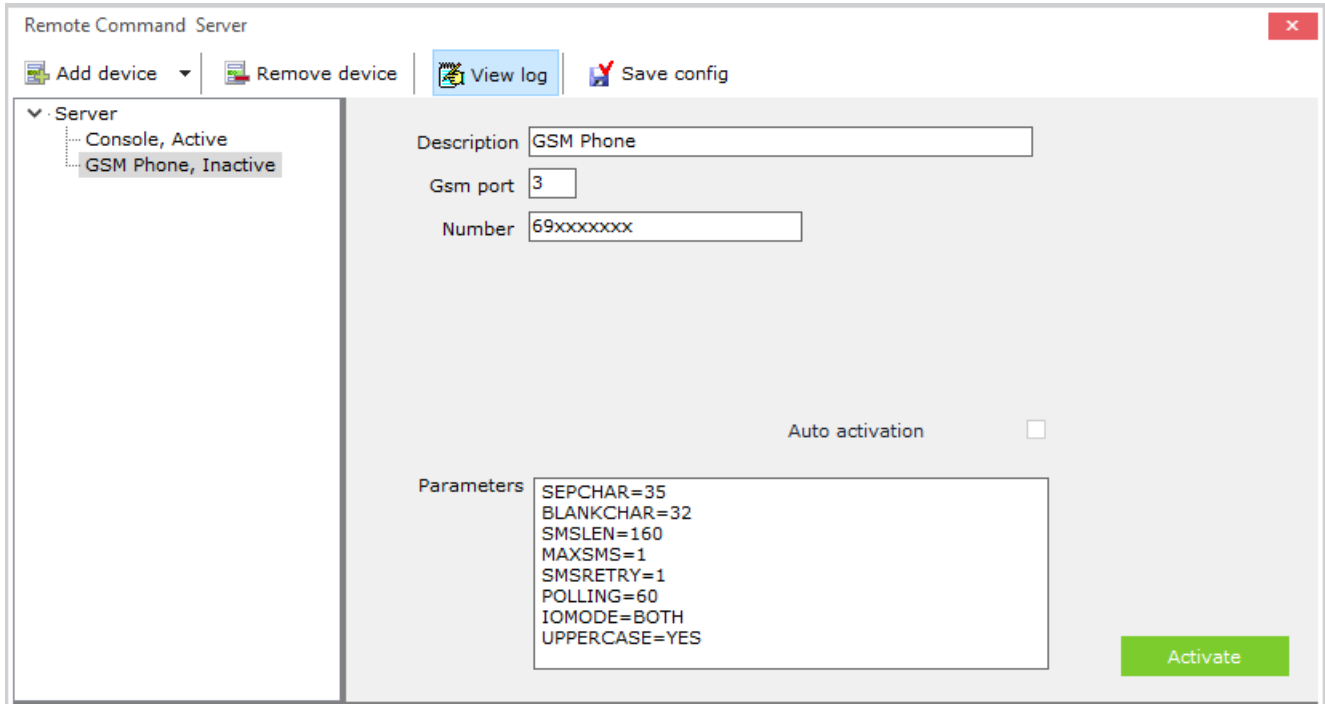 Remote Command Server
Add device Remove device View log Save config
Server
Console, Active
GSM Phone, Inactive
Description GSM Phone
Gsm port 3
Number 69xxxxxxx
Auto activation
Parameters
SEPCHAR=35
BLANKCHAR=32
SMSLEN=160
MAXSMS=1
SMSRETRY=1
POLLING=60
IOMODE=BOTH
UPPERCASE=YES
Activate